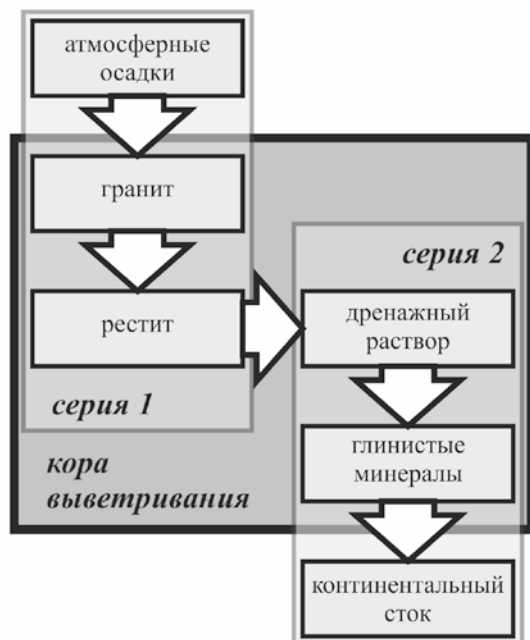 атмосферные
осадки
гранит
рестит
серия 1
кора
выветривания
серия 2
дренажный
раствор
глинистые
минералы
континентальный
сток